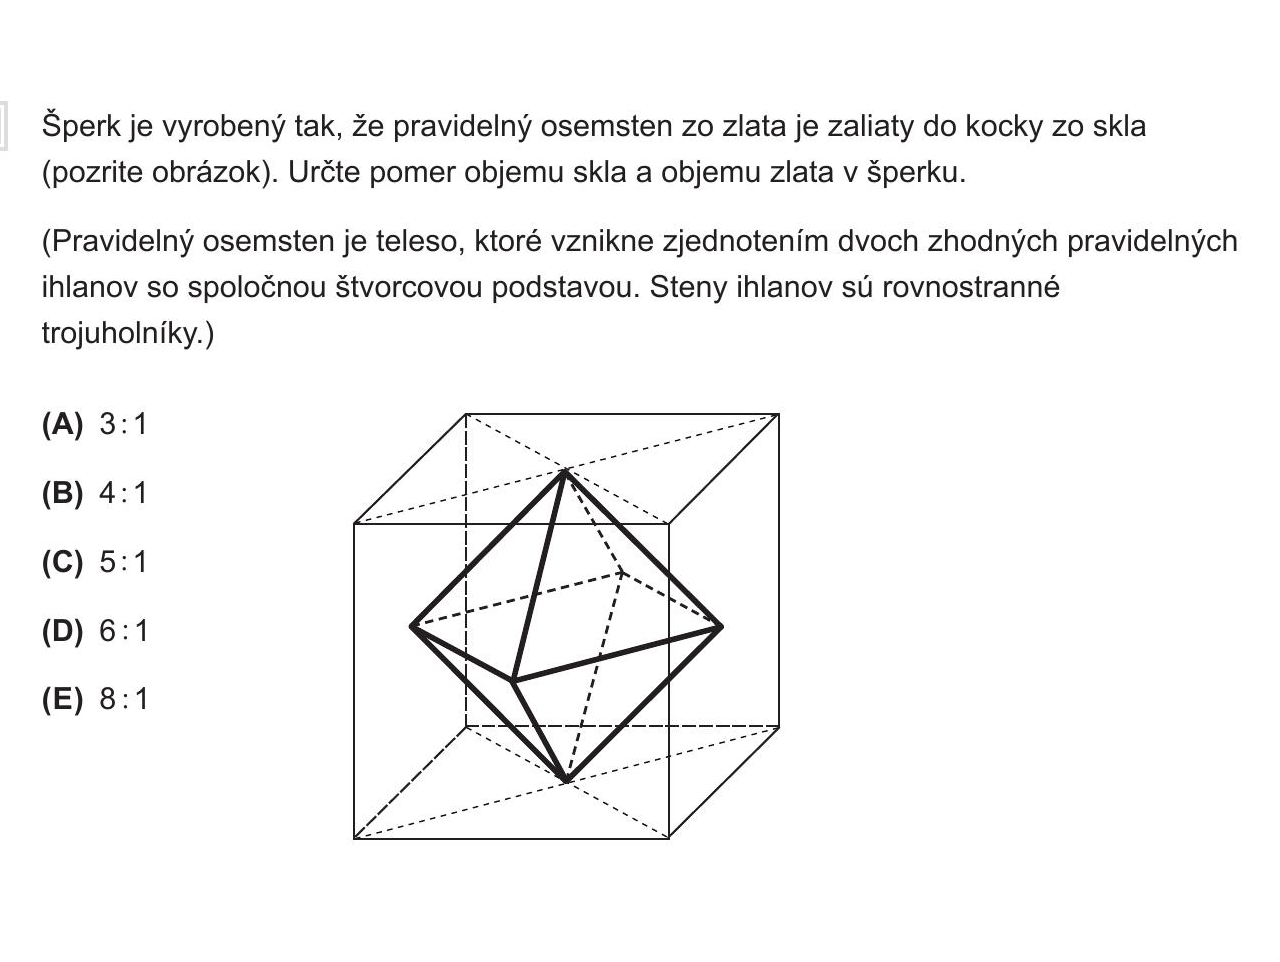 Šperk je vyrobený tak, že pravidelný osemsten zo zlata je zaliaty do kocky zo skla
(pozrite obrázok). Určte pomer objemu skla a objemu zlata v šperku.
(Pravidelný osemsten je teleso, ktoré vznikne zjednotením dvoch zhodných pravidelných
ihlanov so spoločnou štvorcovou podstavou. Steny ihlanov sú rovnostranné
trojuholníky.)
(A) 3 : 1
(B) 4 : 1
(C) 5 : 1
(D) 6 : 1
(E) 8 : 1